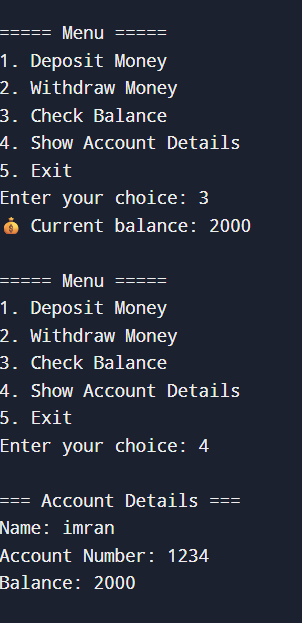 ===== Menu =====
1. Deposit Money
2. Withdraw Money
3. Check Balance
4. Show Account Details
5. Exit
Enter your choice: 3
💰 Current balance: 2000

===== Menu =====
1. Deposit Money
2. Withdraw Money
3. Check Balance
4. Show Account Details
5. Exit
Enter your choice: 4

=== Account Details ===
Name: imran
Account Number: 1234
Balance: 2000